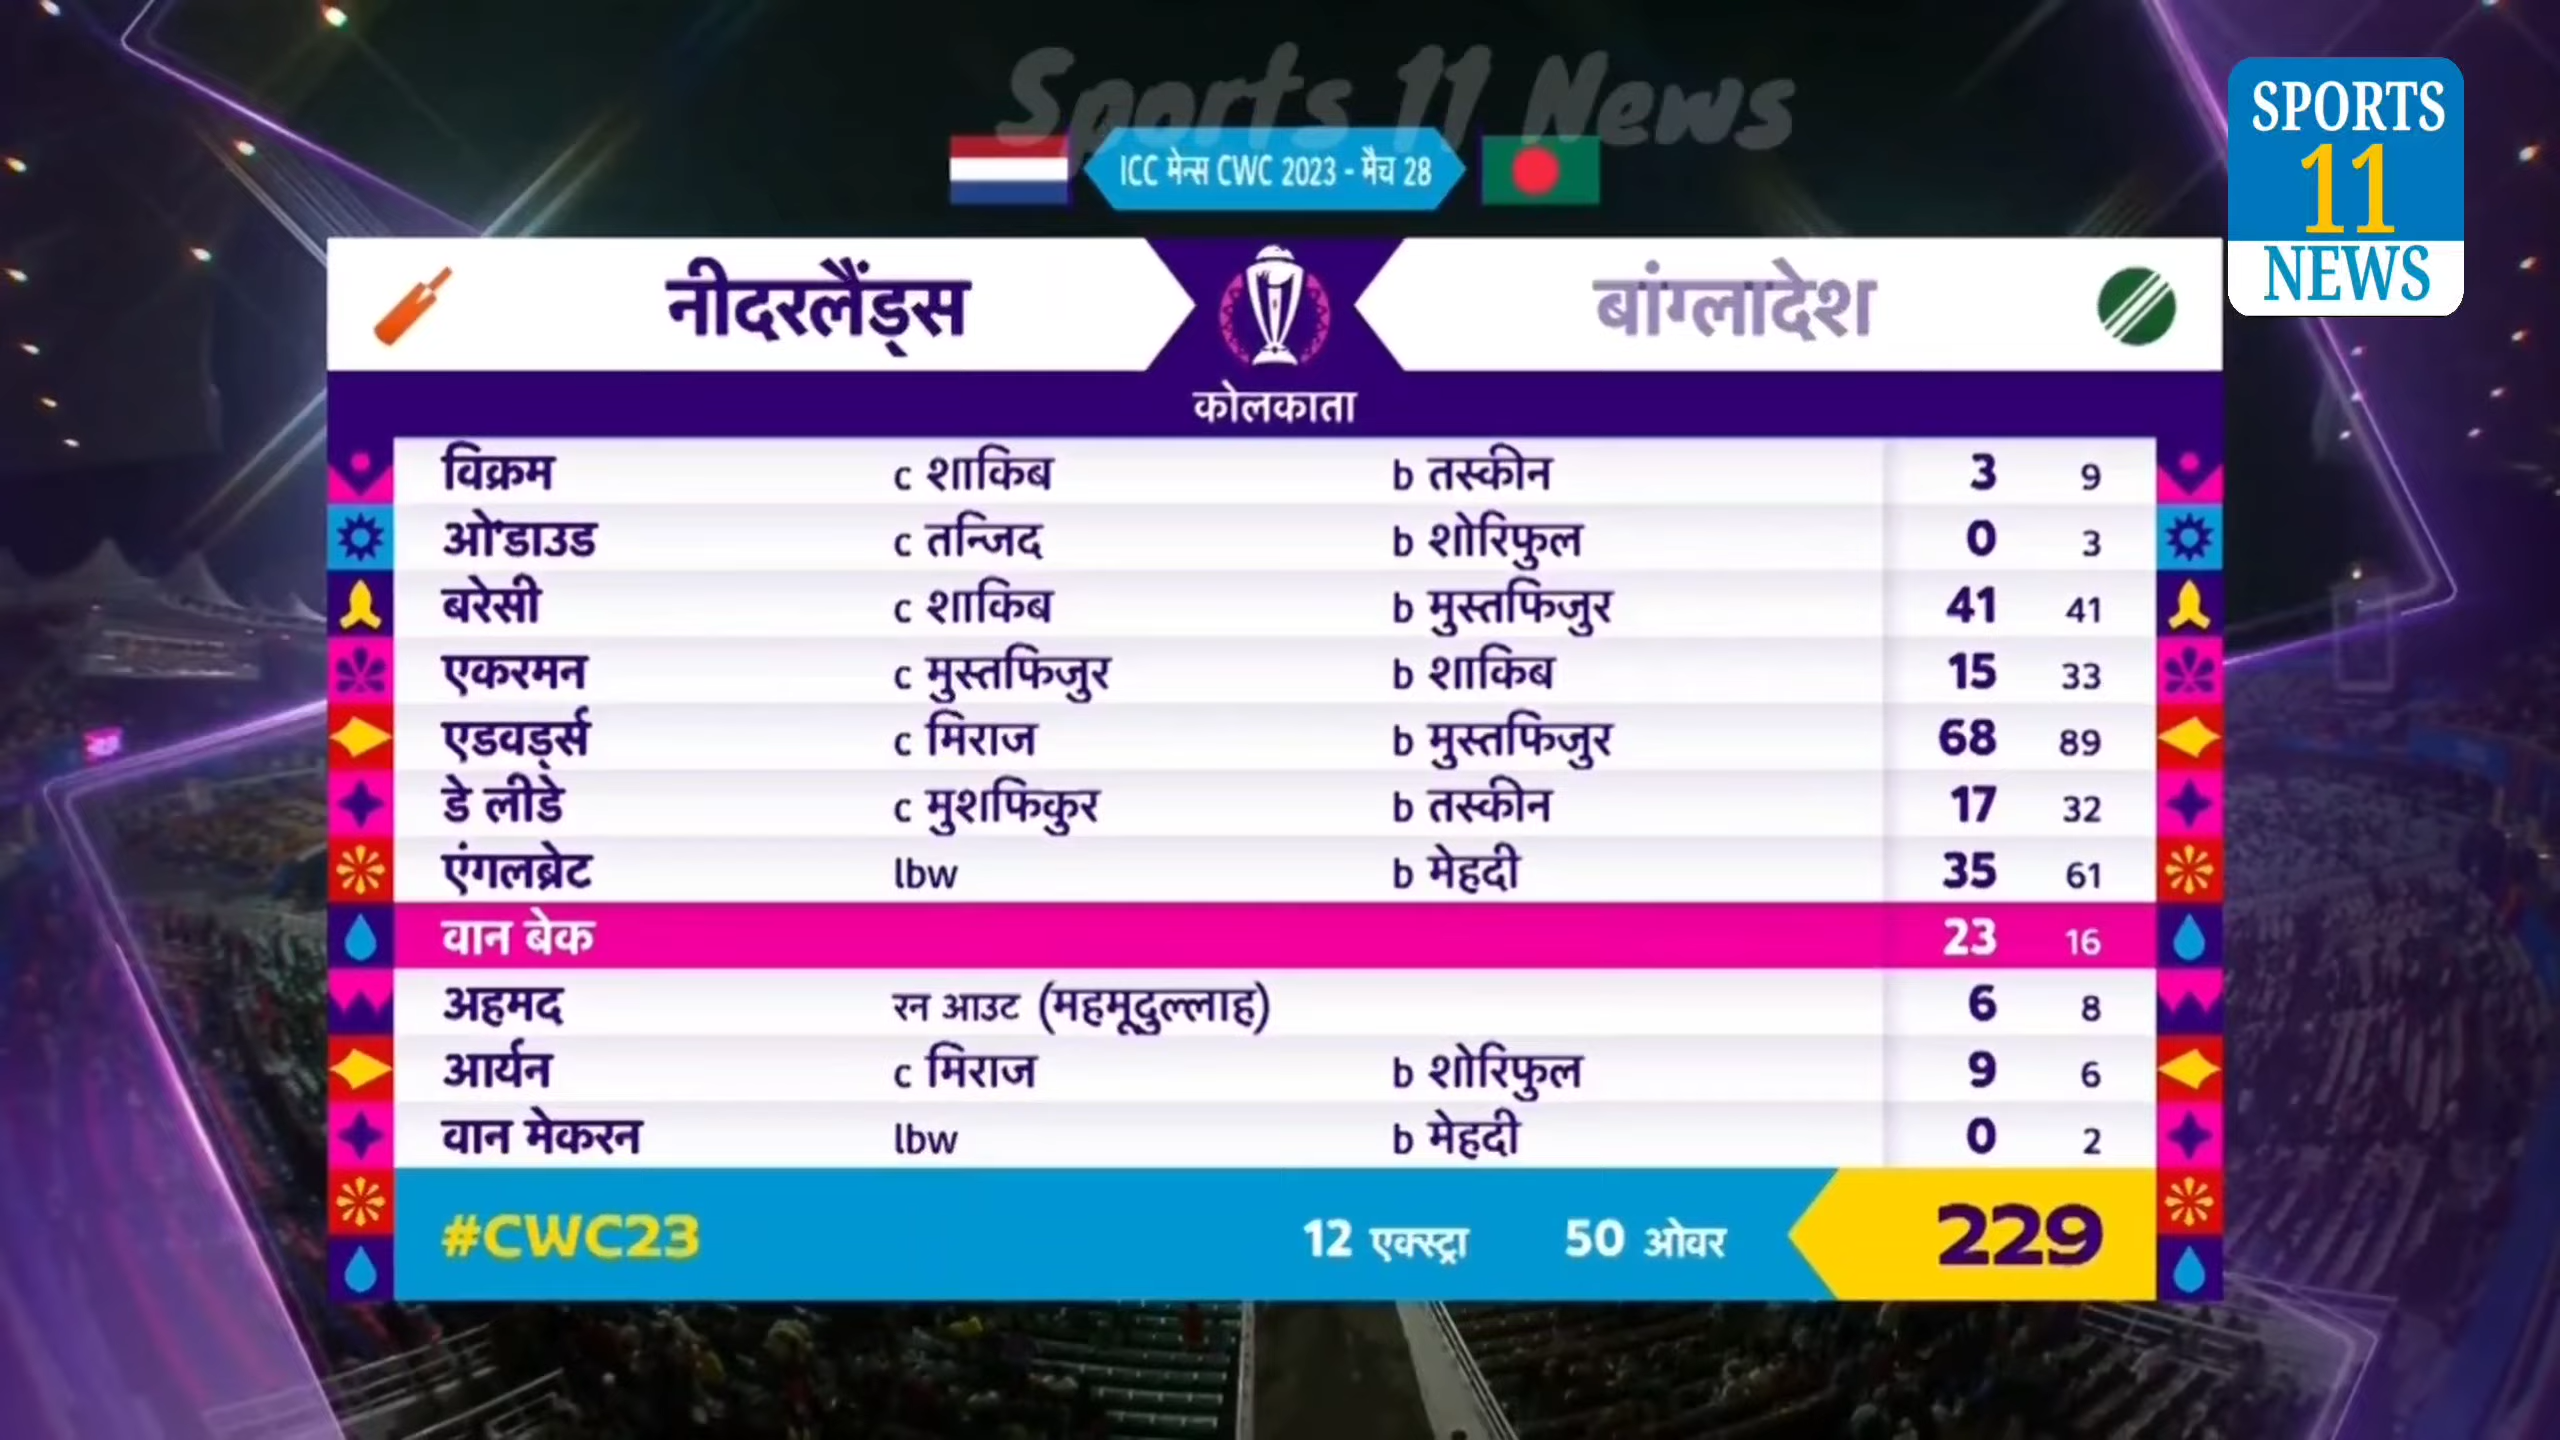 Sports 11 News
SPORTS
11
NEWS
ICC मेन्स CWC 2023 - मैच 28
नीदरलैंड्स बांग्लादेश
कोलकाता
विक्रम c शाकिब b तस्कीन 3 9
ओ'डाउड c तन्जिद b शोरिफुल 0 3
बरेसी c शाकिब b मुस्तफिजुर 41 41
एकरमन c मुस्तफिजुर b शाकिब 15 33
एडवर्ड्स c मिराज b मुस्तफिजुर 68 89
डे लीडे c मुशफिकुर b तस्कीन 17 32
एंगलब्रेट lbw b मेहदी 35 61
वान बेक 23 16
अहमद रन आउट (महमूदुल्लाह) 6 8
आर्यन c मिराज b शोरिफुल 9 6
वान मेकरन lbw b मेहदी 0 2
#CWC23 12 एक्स्ट्रा 50 ओवर 229